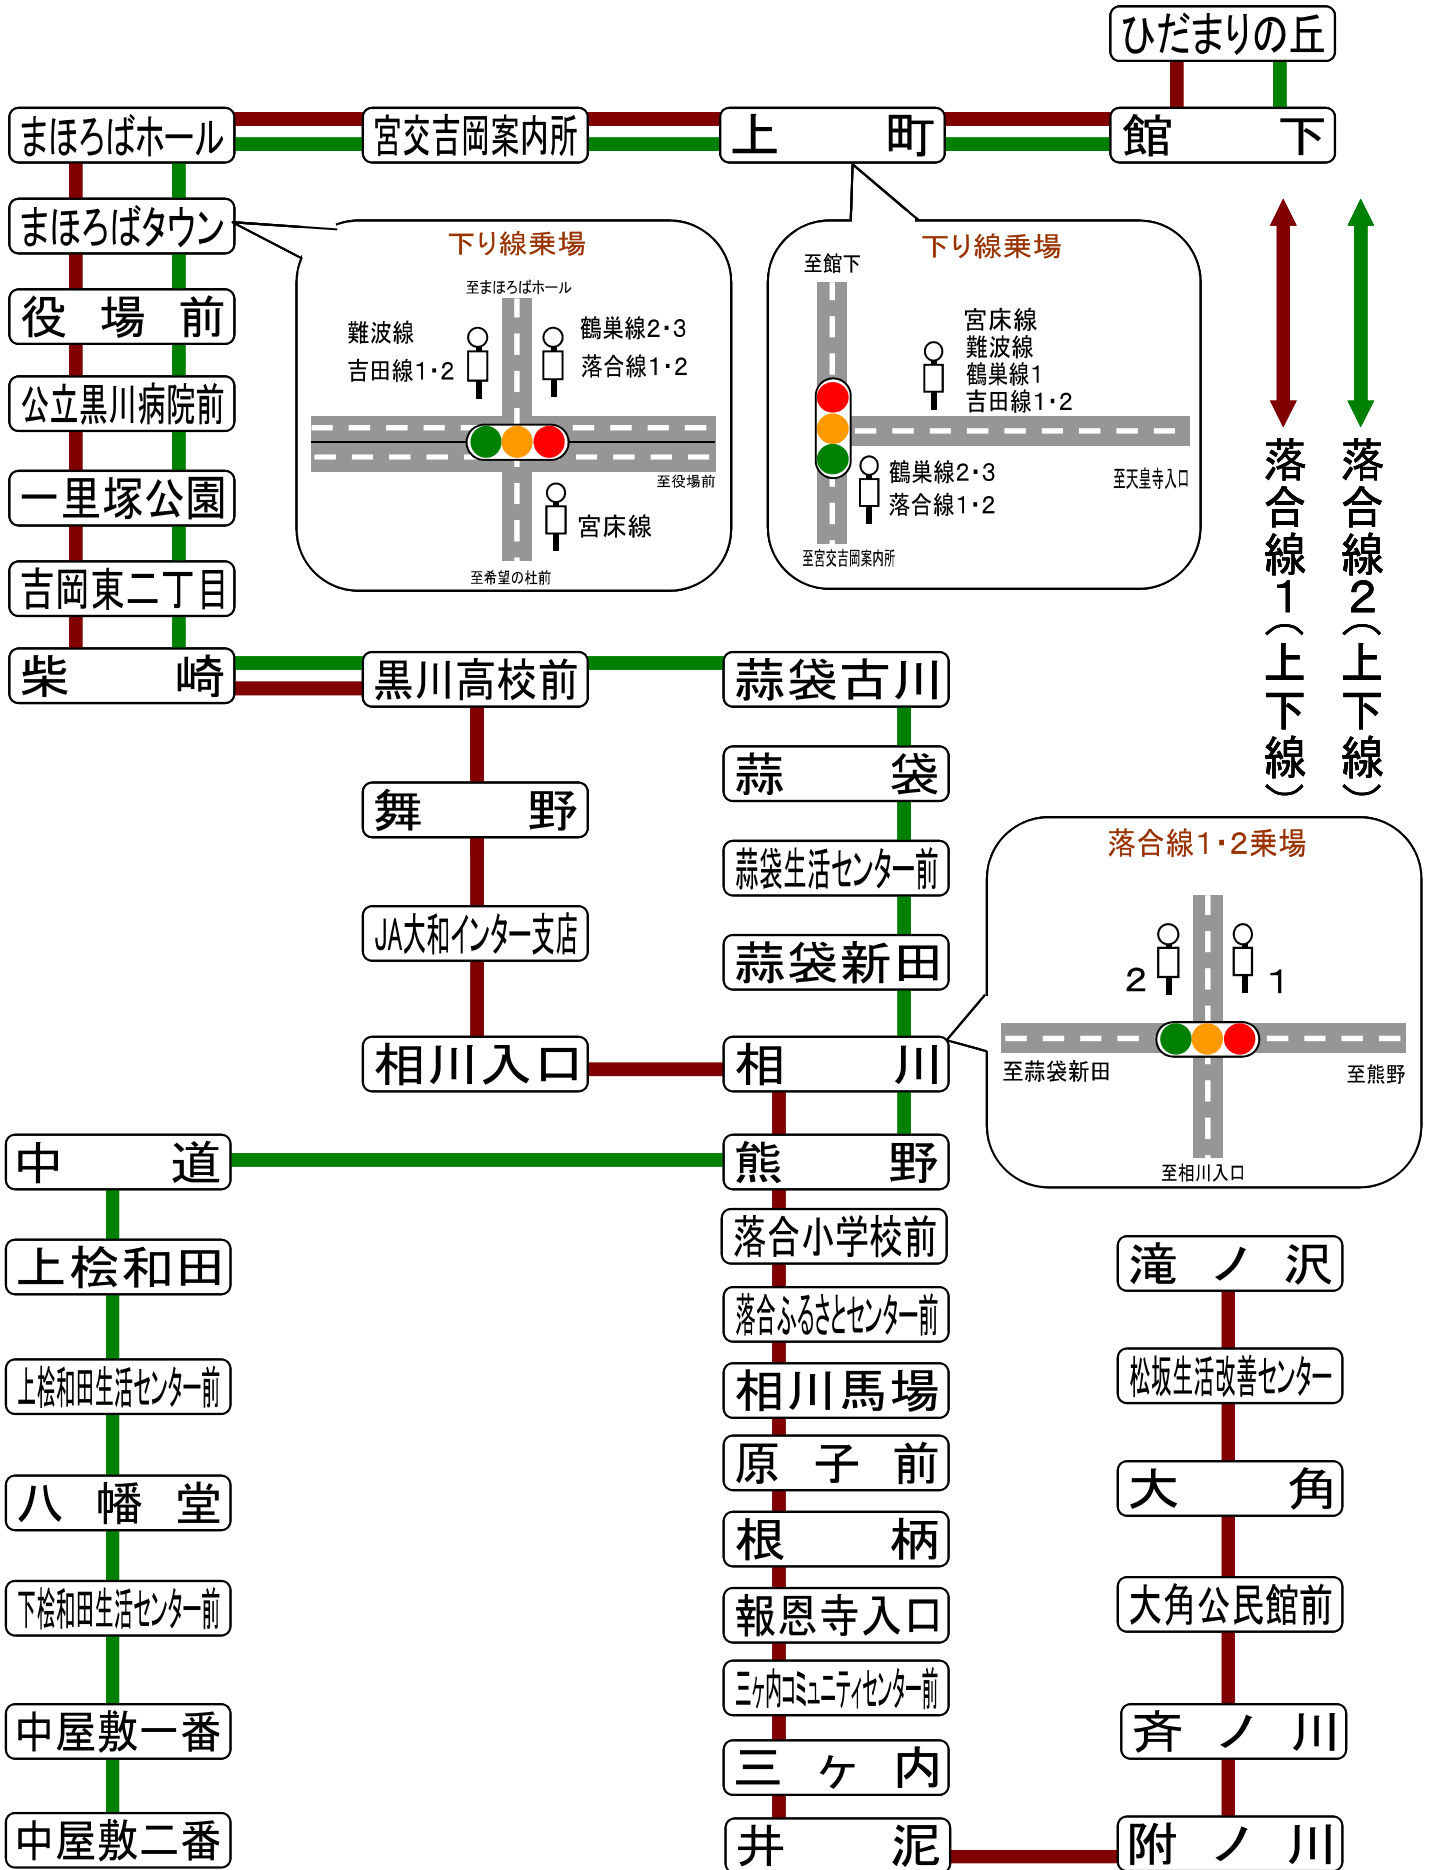 ひだまりの丘
まほろばホール
宮交吉岡案内所
上町
館下
まほろばタウン
役場前
公立黒川病院前
一里塚公園
吉岡東二丁目
柴崎
下り線乗場
至まほろばホール
難波線
吉田線1・2
鶴巣線2・3
落合線1・2
至役場前
宮床線
至希望の杜前
下り線乗場
至館下
宮床線
難波線
鶴巣線1
吉田線1・2
至天皇寺入口
鶴巣線2・3
落合線1・2
至宮交吉岡案内所
落合線1(上下線)
落合線2(上下線)
黒川高校前
舞野
JA大和インター支店
相川入口
蒜袋古川
蒜袋
蒜袋生活センター前
蒜袋新田
相川
熊野
落合線1・2乗場
2
1
至蒜袋新田
至熊野
至相川入口
中道
上桧和田
上桧和田生活センター前
八幡堂
下桧和田生活センター前
中屋敷一番
中屋敷二番
落合小学校前
落合ふるさとセンター前
相川馬場
原子前
根柄
報恩寺入口
三ヶ内コミュニティセンター前
三ヶ内
井泥
滝ノ沢
松坂生活改善センター
大角
大角公民館前
斉ノ川
附ノ川